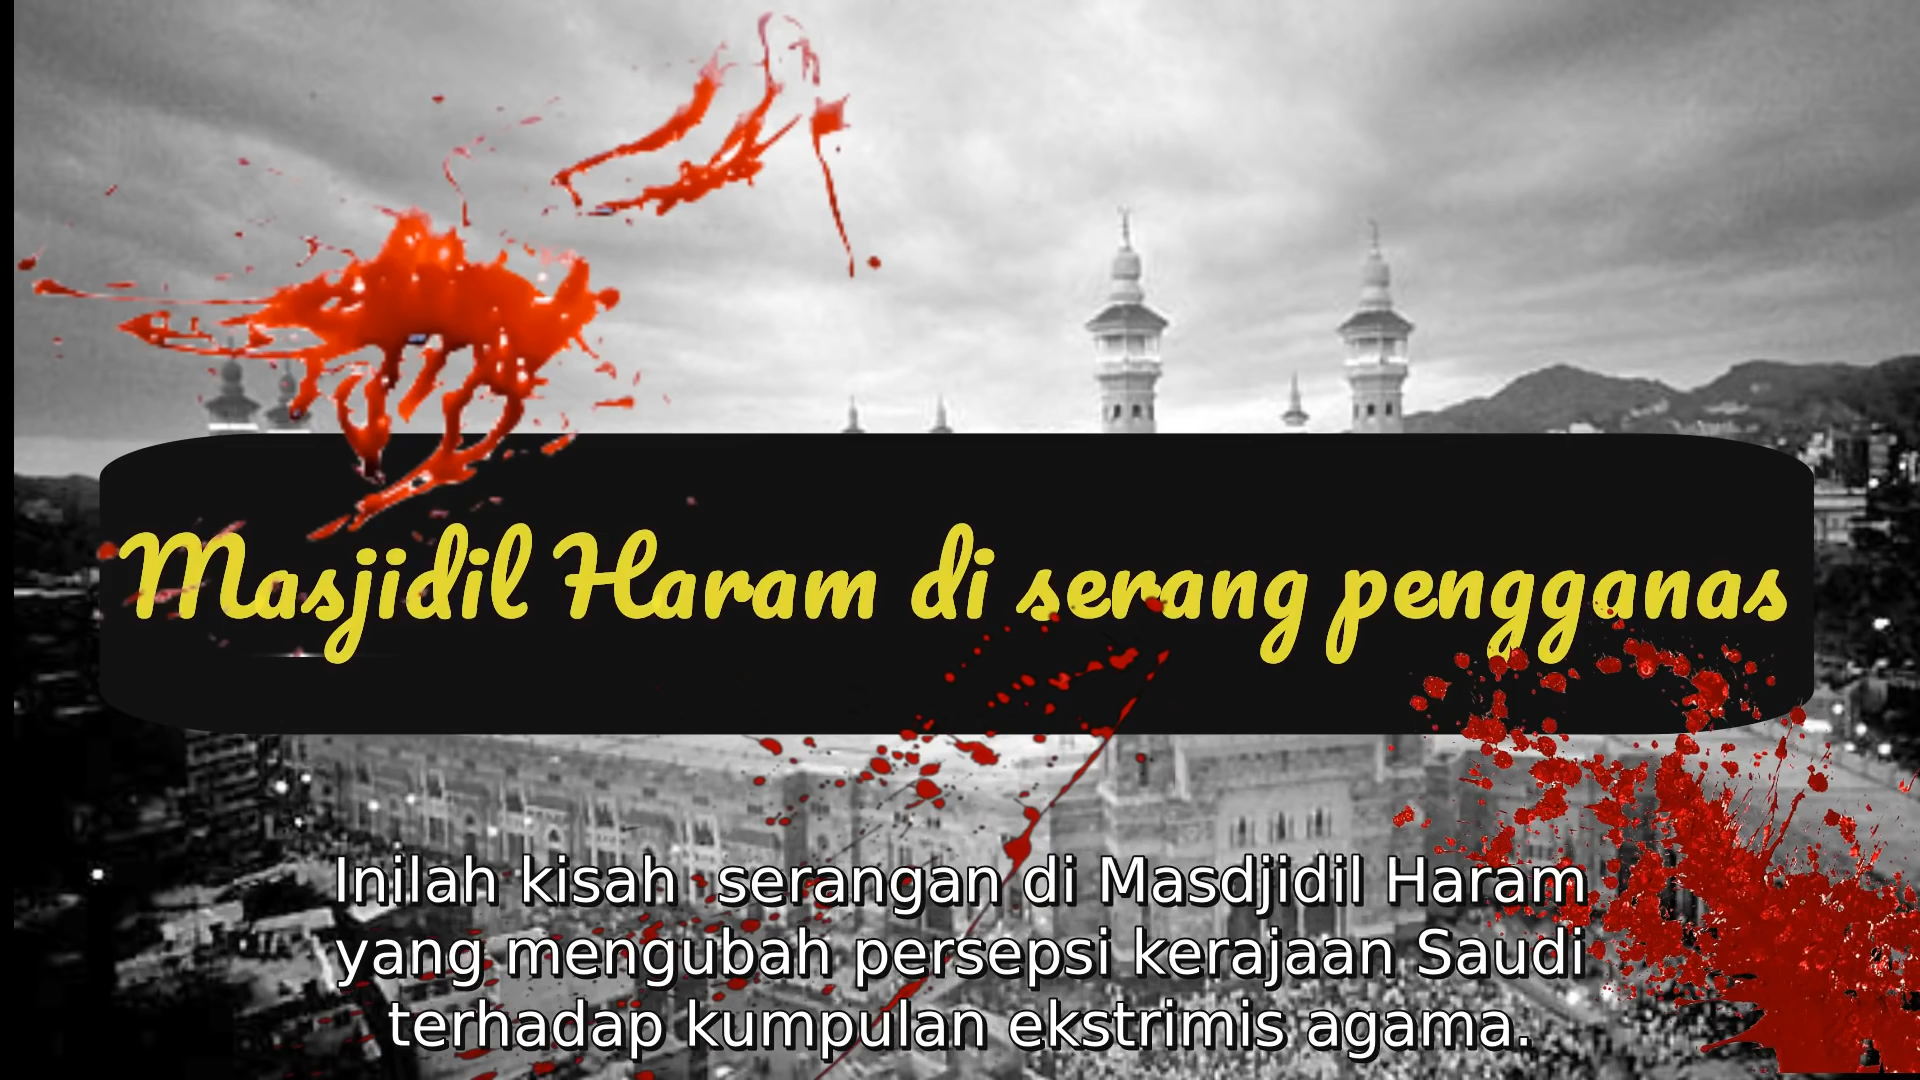 Masjidil Haram di serang pengganas
Inilah kisah serangan di Masdjidil Haram
yang mengubah persepsi kerajaan Saudi
terhadap kumpulan ekstrimis agama.